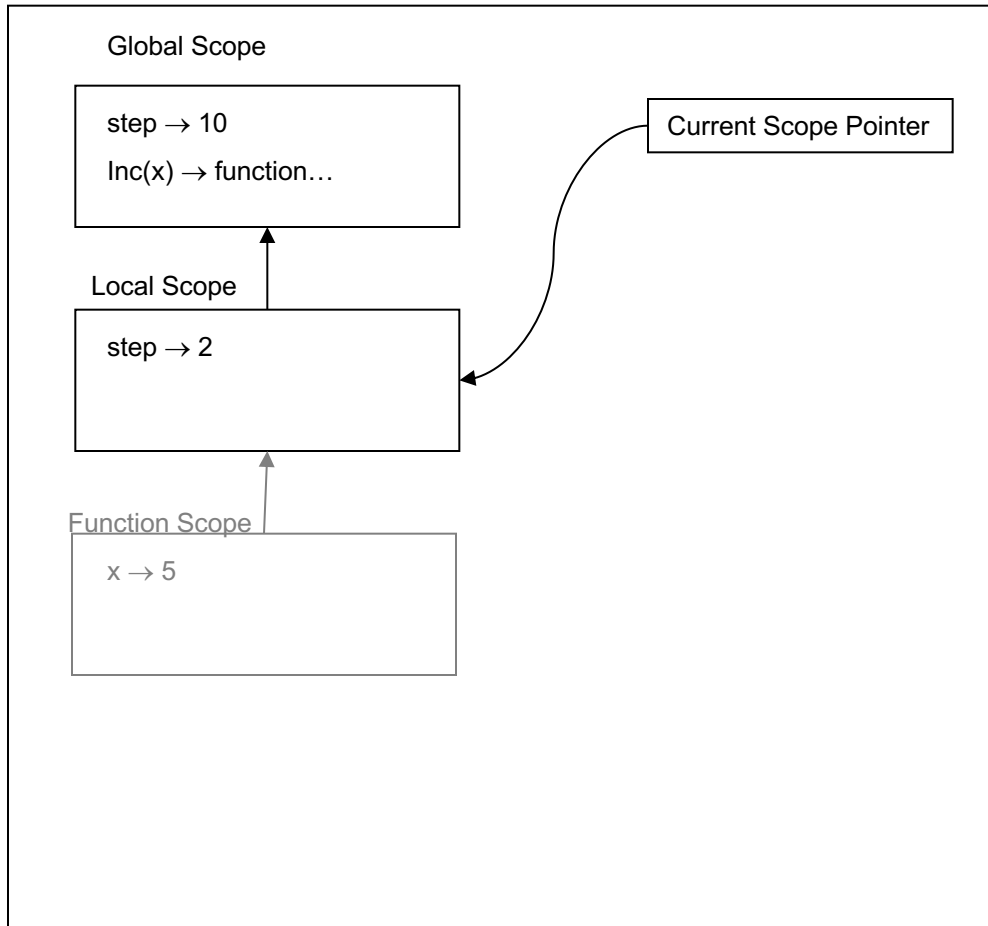 Global Scope
step → 10
Inc(x) → function…
Current Scope Pointer
Local Scope
step → 2
Function Scope
x → 5